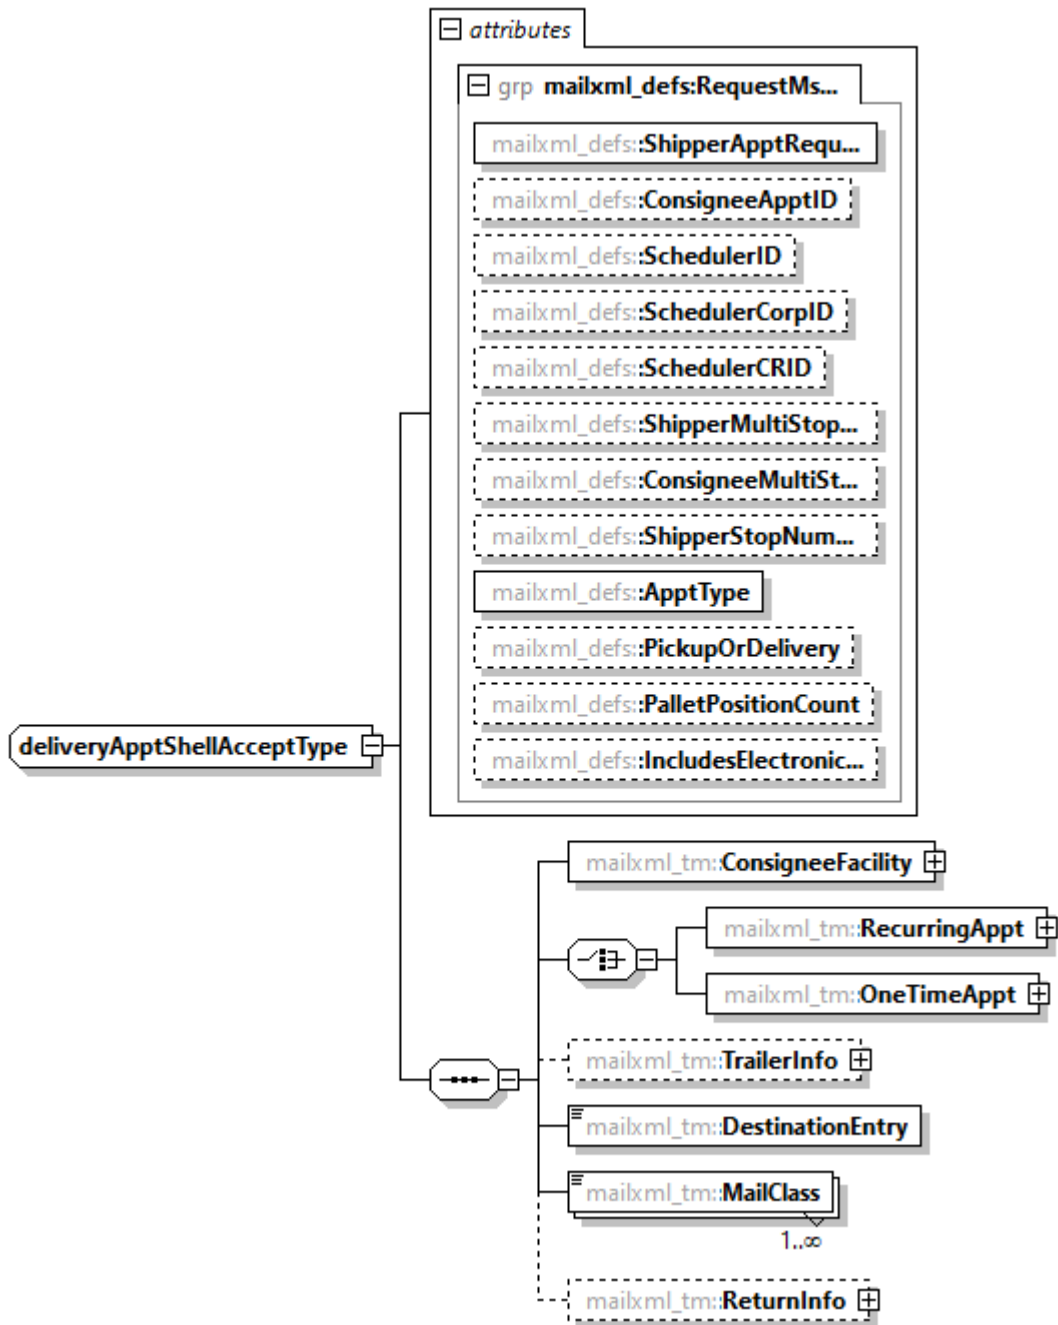 attributes
grp mailxml_defs:RequestMs...
mailxml_defs::ShipperApptRequ...
mailxml_defs::ConsigneeApptID
mailxml_defs::SchedulerID
mailxml_defs::SchedulerCorpID
mailxml_defs::SchedulerCRID
mailxml_defs::ShipperMultiStop...
mailxml_defs::ConsigneeMultiSt...
mailxml_defs::ShipperStopNum...
mailxml_defs::ApptType
mailxml_defs::PickupOrDelivery
mailxml_defs::PalletPositionCount
deliveryApptShellAcceptType
mailxml_defs::IncludesElectronic...
mailxml_tm::ConsigneeFacility
mailxml_tm::RecurringAppt
mailxml_tm::OneTimeAppt
mailxml_tm::TrailerInfo
mailxml_tm::DestinationEntry
mailxml_tm::MailClass
1..∞
mailxml_tm::ReturnInfo